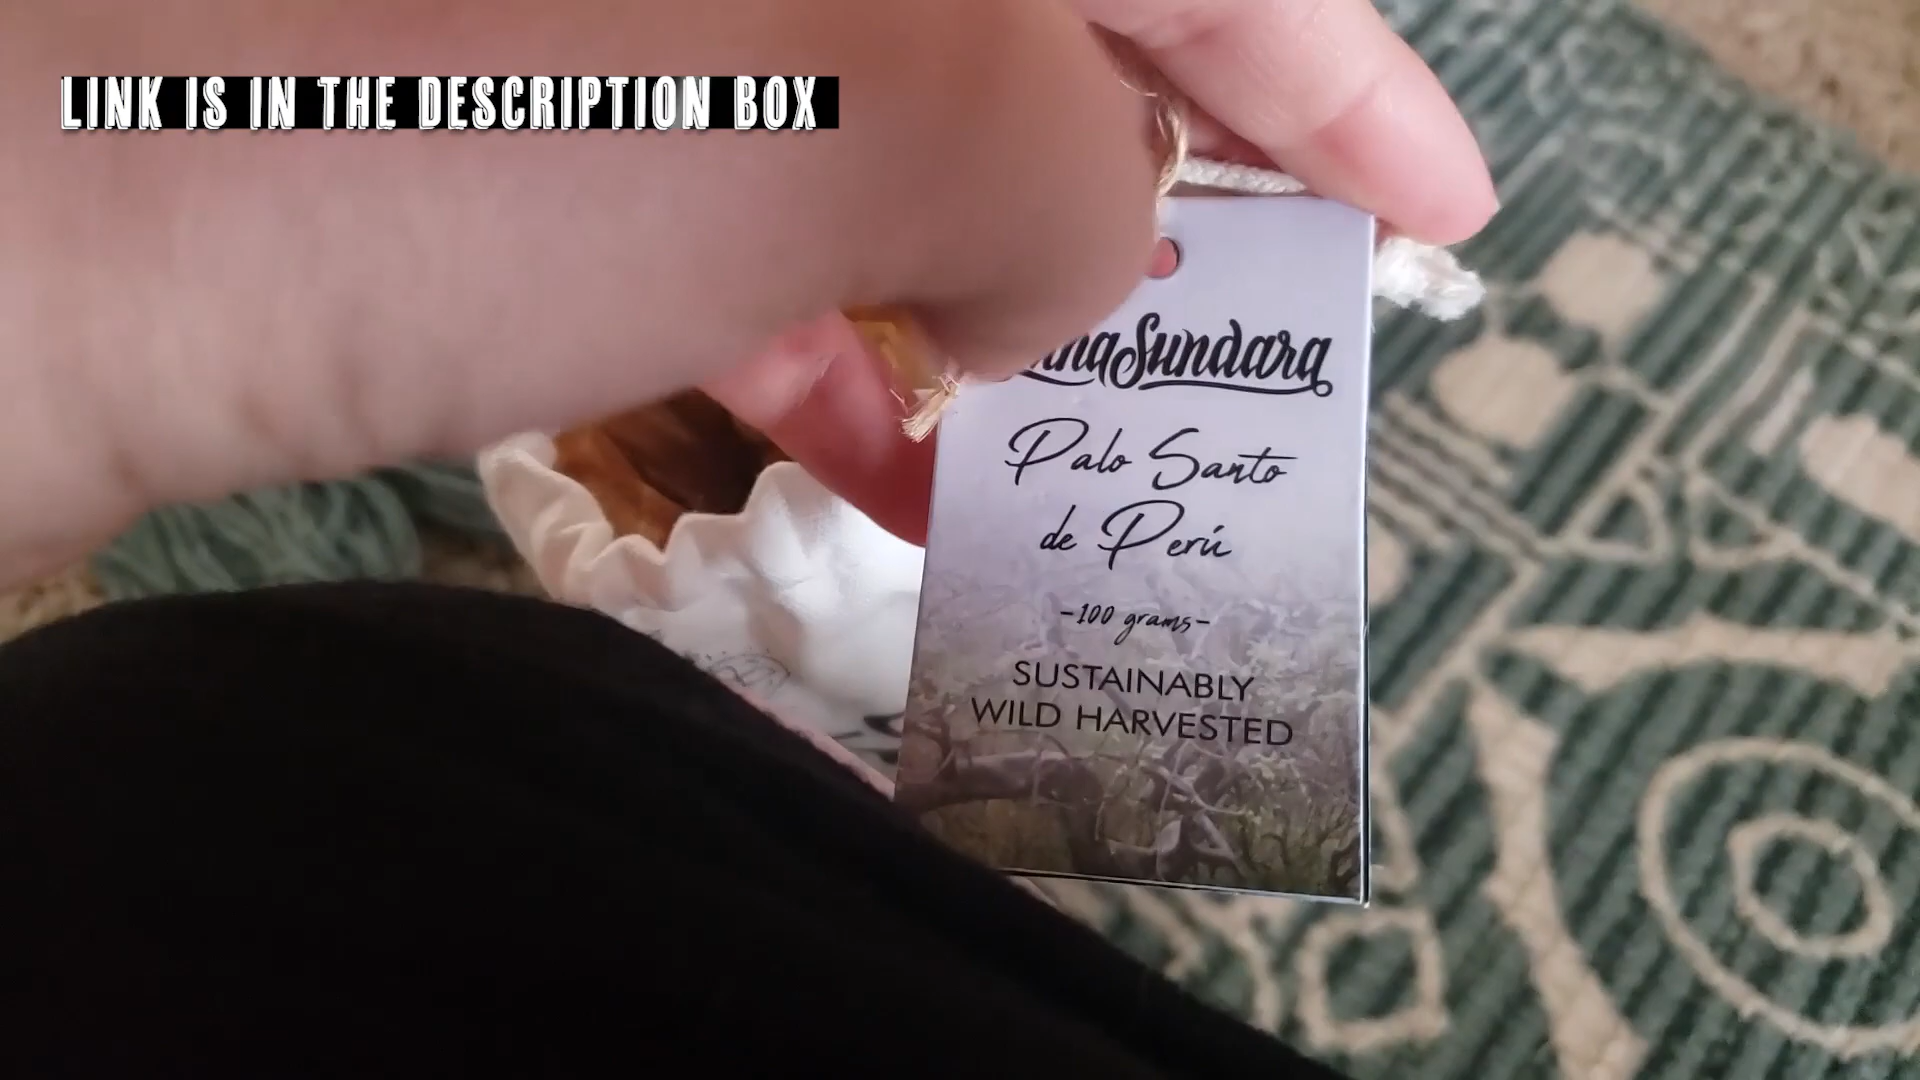 LINK IS IN THE DESCRIPTION BOX
Palo Santo
de Perú
-100 grams-
SUSTAINABLY
WILD HARVESTED